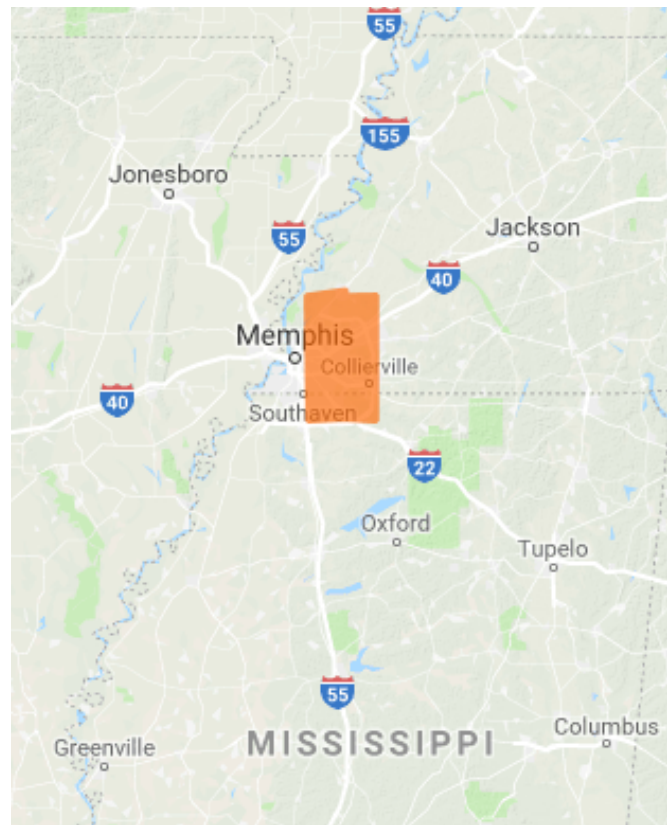 55
155
Jonesboro
Jackson
55
40
Memphis
Collierville
40
Southaven
22
Oxford
Tupelo
55
Columbus
MISSISSIPPI
Greenville